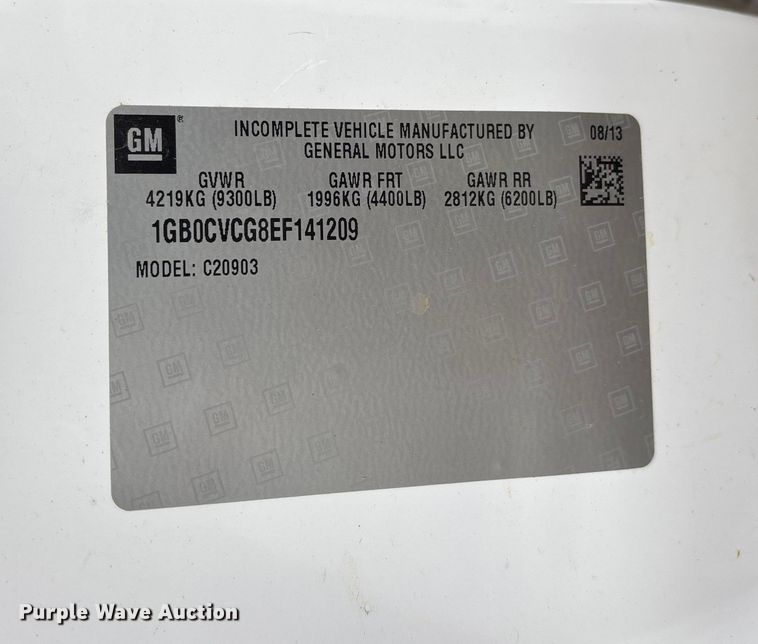 GM®
INCOMPLETE VEHICLE MANUFACTURED BY
GENERAL MOTORS LLC
08/13
GVWR GAWR FRT GAWR RR
4219KG (9300LB) 1996KG (4400LB) 2812KG (6200LB)
1GB0CVCG8EF141209
MODEL: C20903
Purple Wave Auction